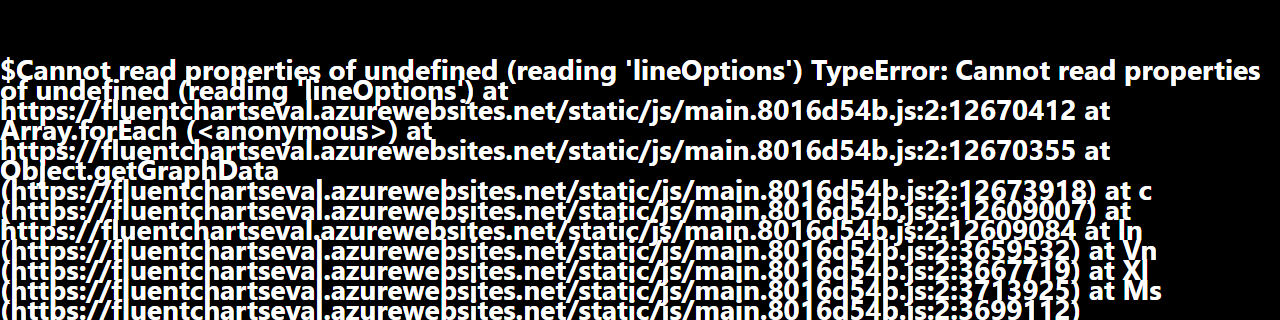 $Cannot read properties of undefined (reading 'lineOptions') TypeError: Cannot read properties
of undefined (reading 'lineOptions') at
https://fluentchartseval.azurewebsites.net/static/js/main.8016d54b.js:2:12670412 at
Array.forEach (<anonymous>) at
https://fluentchartseval.azurewebsites.net/static/js/main.8016d54b.js:2:12670355 at
Object.getGraphData
(https://fluentchartseval.azurewebsites.net/static/js/main.8016d54b.js:2:12673918) at c
(https://fluentchartseval.azurewebsites.net/static/js/main.8016d54b.js:2:12609007) at
https://fluentchartseval.azurewebsites.net/static/js/main.8016d54b.js:2:12609084 at ln
(https://fluentchartseval.azurewebsites.net/static/js/main.8016d54b.js:2:3659532) at Vn
(https://fluentchartseval.azurewebsites.net/static/js/main.8016d54b.js:2:3667719) at Xl
(https://fluentchartseval.azurewebsites.net/static/js/main.8016d54b.js:2:3713925) at Ms
(https://fluentchartseval.azurewebsites.net/static/js/main.8016d54b.js:2:3699112)